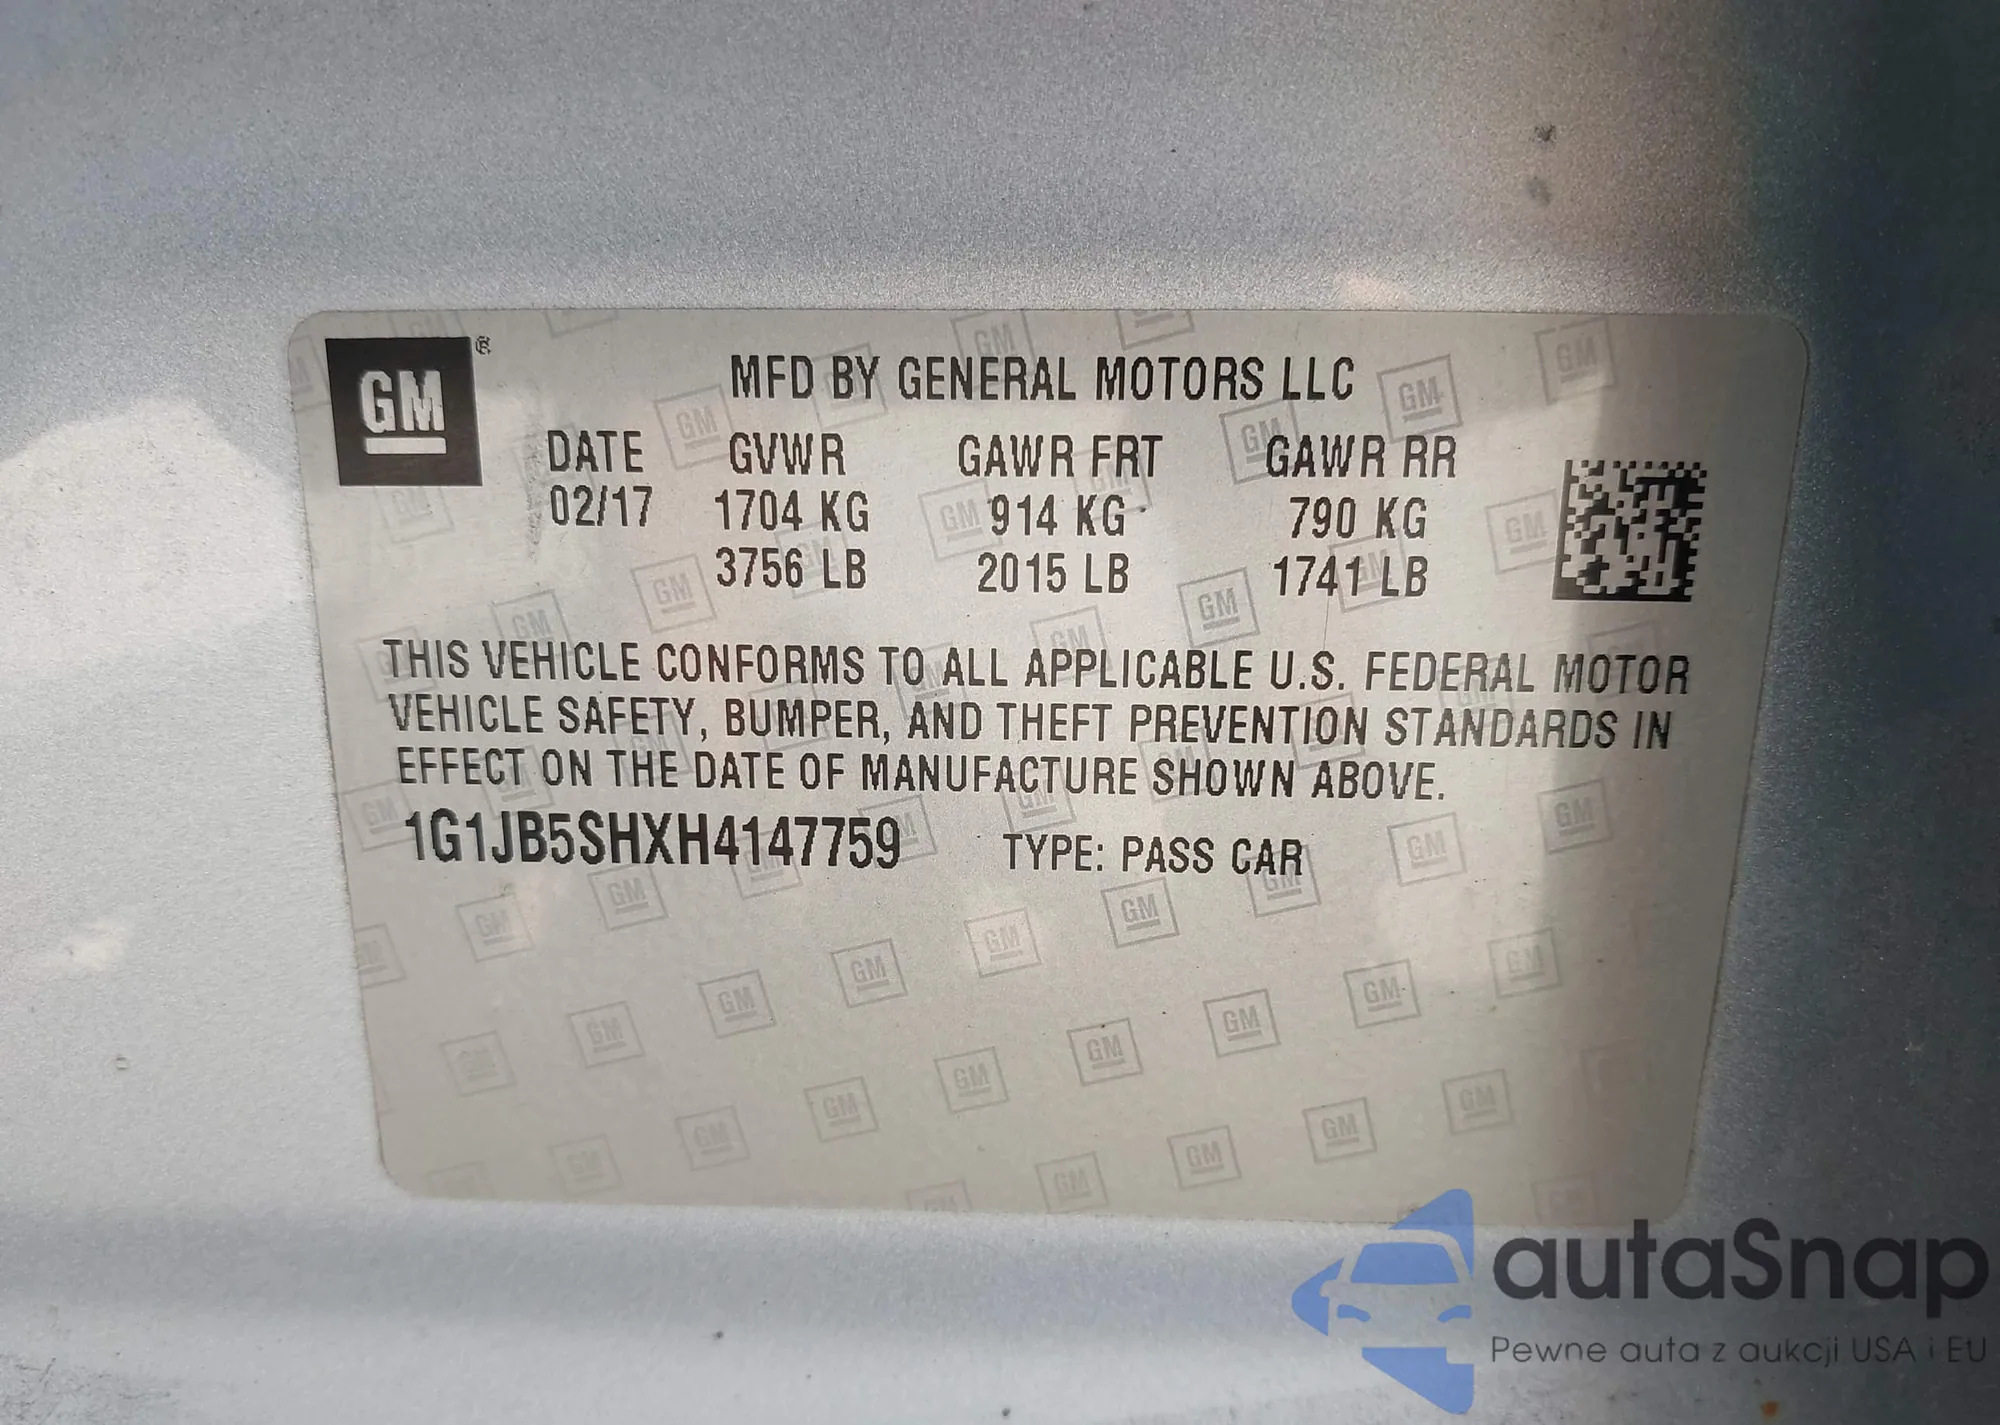 GM ®
MFD BY GENERAL MOTORS LLC
DATE GVWR GAWR FRT GAWR RR
02/17 1704 KG 914 KG 790 KG
3756 LB 2015 LB 1741 LB
THIS VEHICLE CONFORMS TO ALL APPLICABLE U.S. FEDERAL MOTOR
VEHICLE SAFETY, BUMPER, AND THEFT PREVENTION STANDARDS IN
EFFECT ON THE DATE OF MANUFACTURE SHOWN ABOVE.
1G1JB5SHXH4147759 TYPE: PASS CAR
autaSnap
Pewne auta z aukcji USA i EU